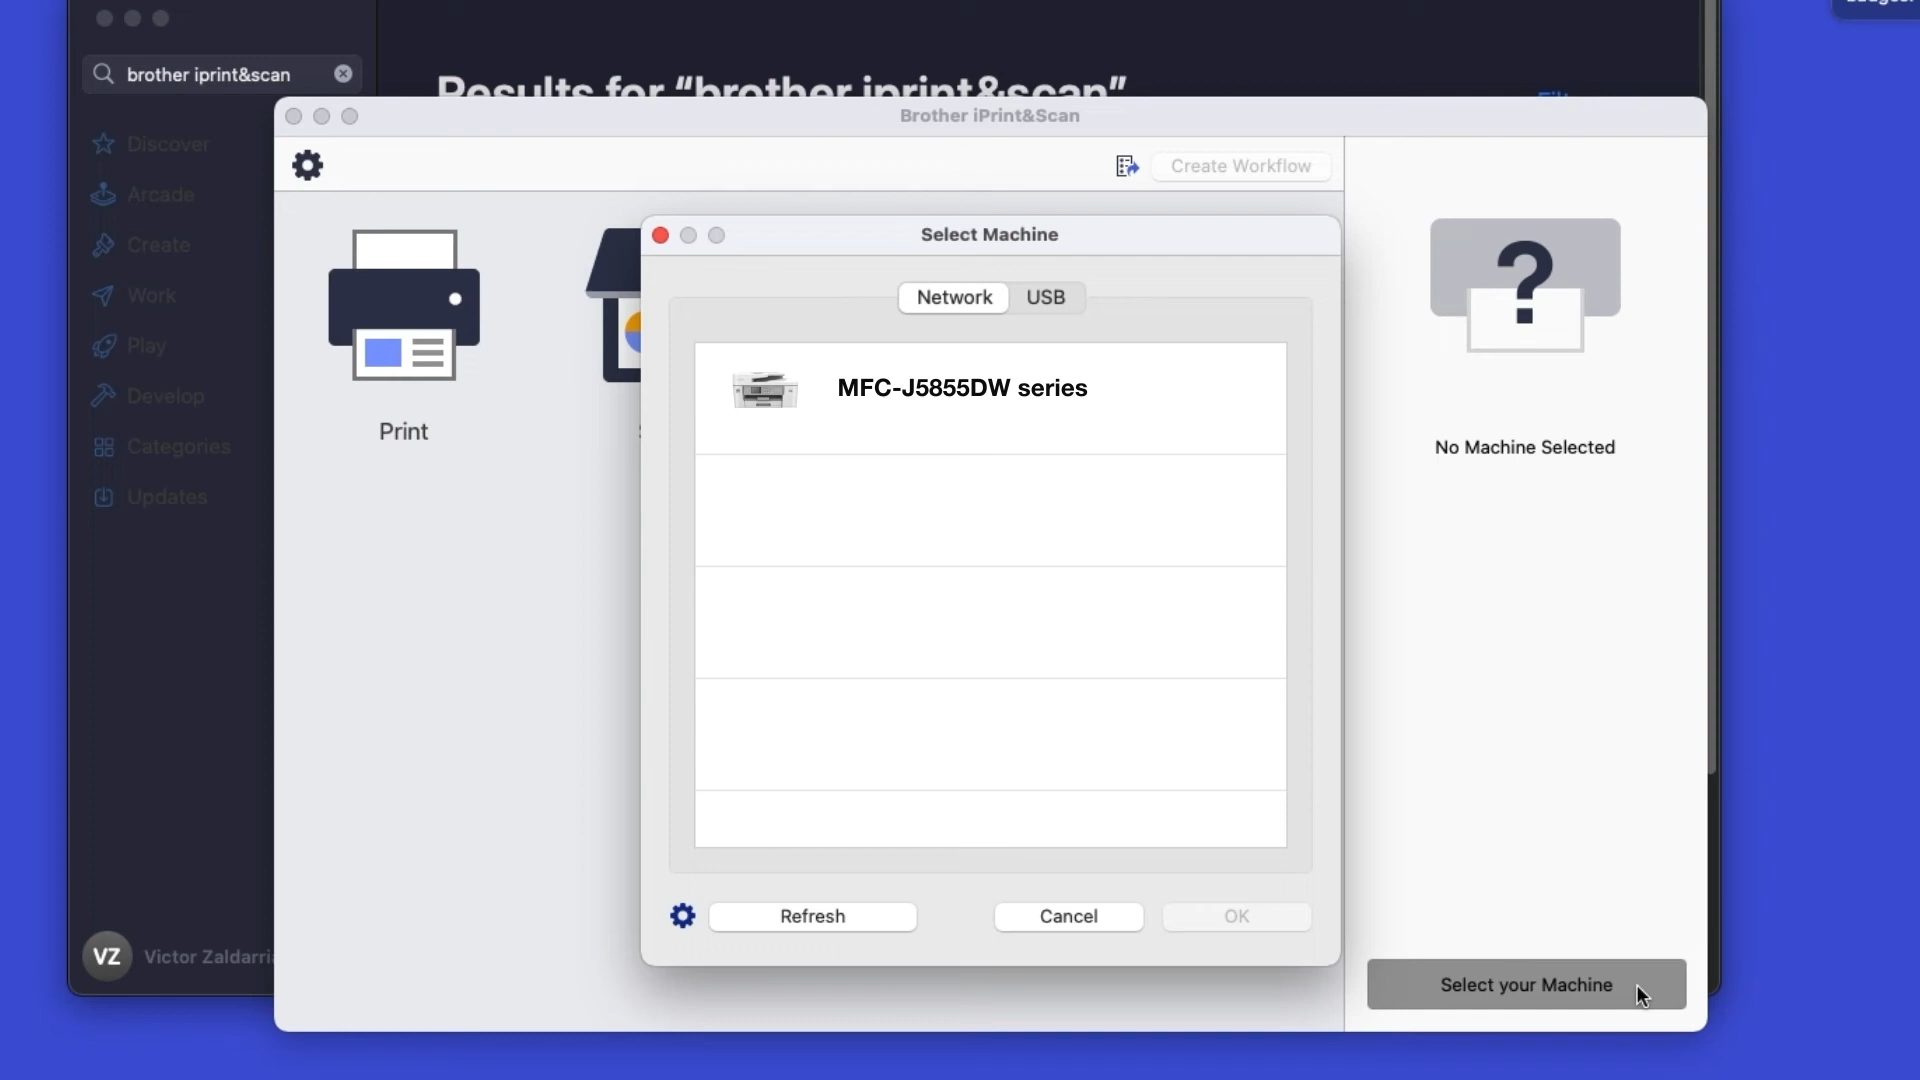 brother iprint&scan
Results for “brother iprint&scan”
Discover
Arcade
Create
Work
Play
Develop
Categories
Updates
VZ
Brother iPrint&Scan
Create Workflow
Print
Select Machine
Network
USB
MFC-J5855DW series
Refresh
Cancel
OK
?
No Machine Selected
Select your Machine